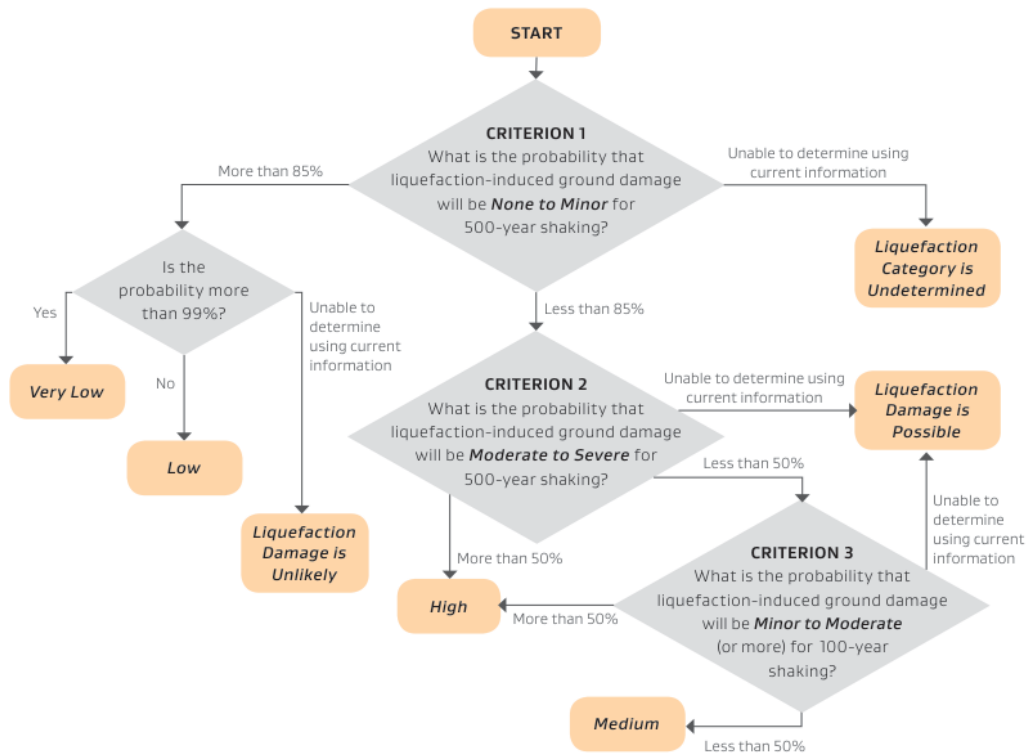 START
CRITERION 1
What is the probability that
liquefaction-induced ground damage
will be None to Minor for
500-year shaking?
More than 85%
Unable to determine using
current information
Liquefaction
Category is
Undetermined
Is the
probability more
than 99%?
Yes
No
Unable to
determine
using current
information
Very Low
Low
Liquefaction
Damage is
Unlikely
Less than 85%
CRITERION 2
What is the probability that
liquefaction-induced ground damage
will be Moderate to Severe for
500-year shaking?
Unable to determine using
current information
Liquefaction
Damage is
Possible
Less than 50%
More than 50%
High
CRITERION 3
What is the probability that
liquefaction-induced ground damage
will be Minor to Moderate
(or more) for 100-year
shaking?
Unable to
determine
using current
information
More than 50%
Medium
Less than 50%